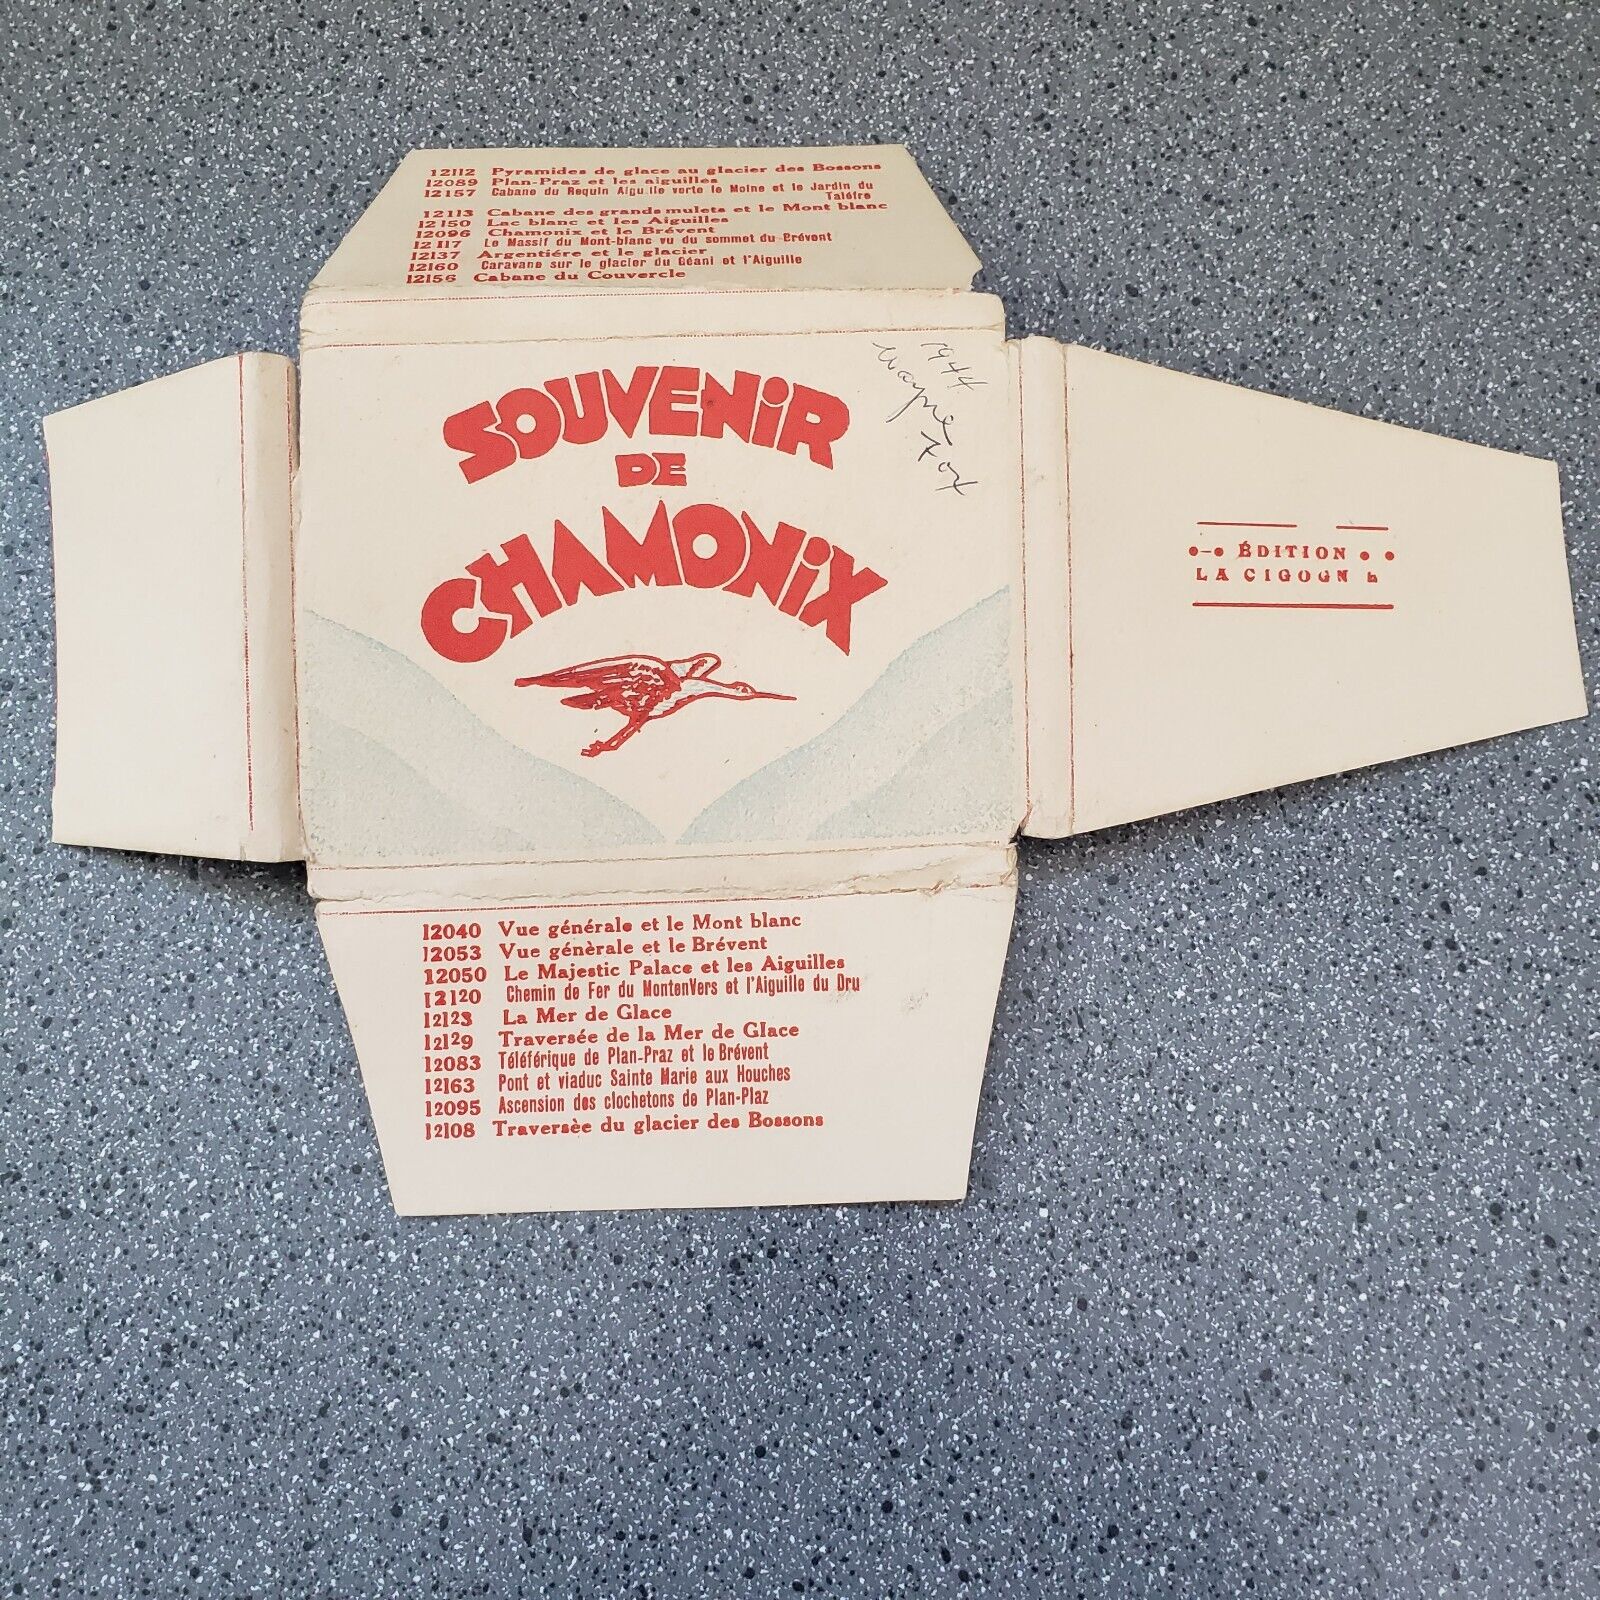 12112 Pyramides de glace au glacier des Bossons
12089 Plan-Praz et les aiguilles
12157 Cabane du Requin Aiguille verte le Moine et le Jardin du
Taléfre
12113 Cabane des grands mulets et le Mont blanc
12150 Lac blanc et les Aiguilles
12096 Chamonix et le Brévent
12117 Le Massif du Mont-blanc vu du sommet du Brévent
12137 Argentiére et le glacier
12160 Caravane sur le glacier du Géant et l'Aiguille
12156 Cabane du Couvercle
SOUVENiR
DE
CHAMONiX
1944
Wayne Fox
ÉDITION
LA CIGOGNE
12040 Vue générale et le Mont blanc
12053 Vue génèrale et le Brévent
12050 Le Majestic Palace et les Aiguilles
12120 Chemin de Fer du MontenVers et l'Aiguille du Dru
12123 La Mer de Glace
12129 Traversée de la Mer de Glace
12083 Téléférique de Plan-Praz et le Brévent
12163 Pont et viaduc Sainte Marie aux Houches
12095 Ascension des clochetons de Plan-Plaz
12108 Traversèe du glacier des Bossons